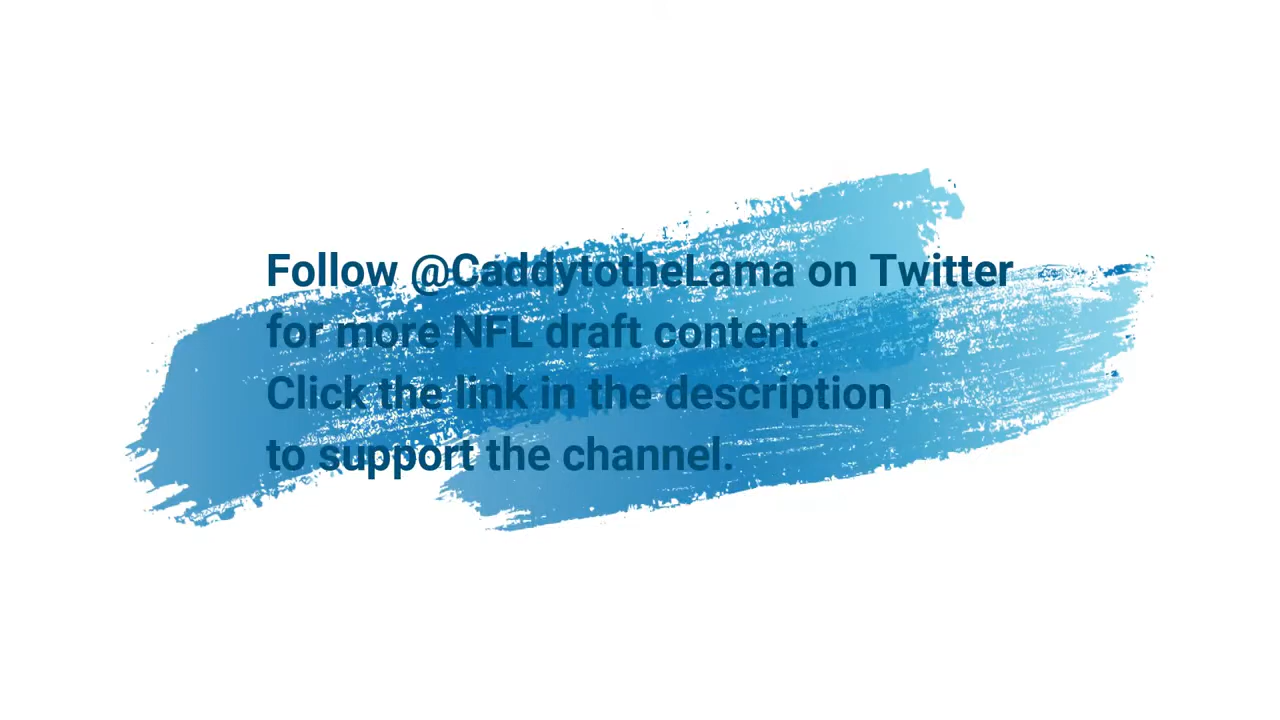 Follow @CaddytotheLama on Twitter
for more NFL draft content.
Click the link in the description
to support the channel.